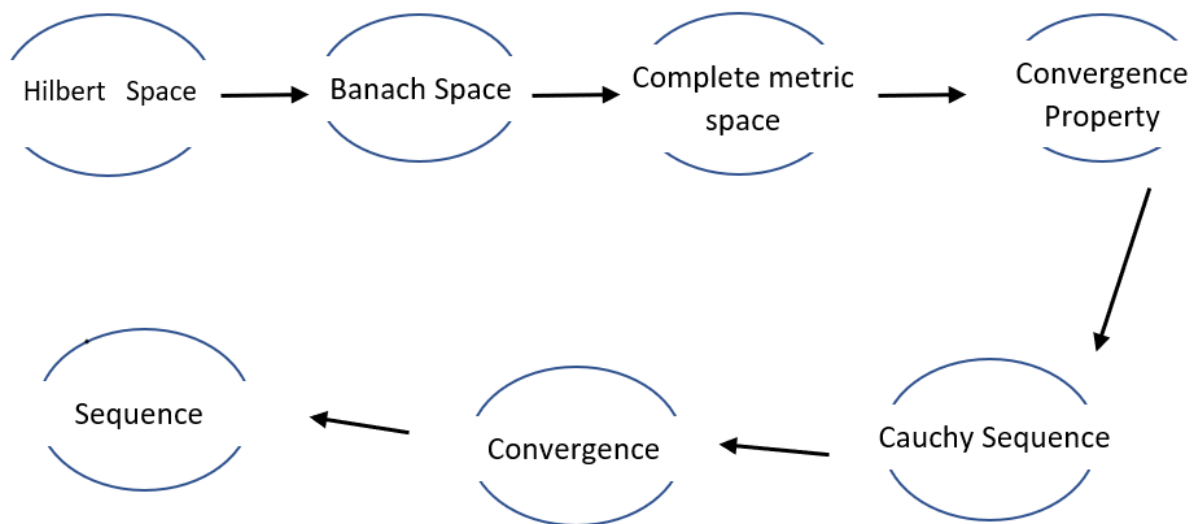 Hilbert Space
Banach Space
Complete metric
space
Convergence
Property
Sequence
Convergence
Cauchy Sequence